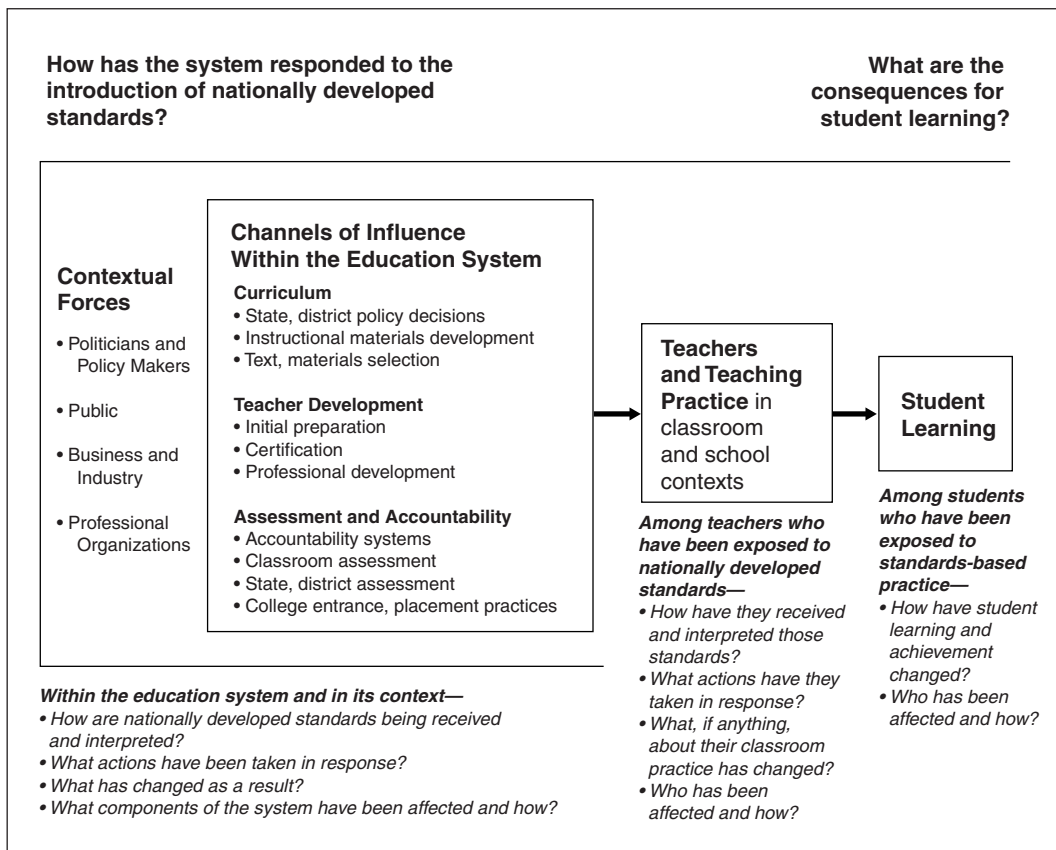 How has the system responded to the
introduction of nationally developed
standards?
What are the
consequences for
student learning?
Contextual
Forces
• Politicians and
Policy Makers
• Public
• Business and
Industry
• Professional
Organizations
Channels of Influence
Within the Education System
Curriculum
• State, district policy decisions
• Instructional materials development
• Text, materials selection
Teacher Development
• Initial preparation
• Certification
• Professional development
Assessment and Accountability
• Accountability systems
• Classroom assessment
• State, district assessment
• College entrance, placement practices
Teachers
and Teaching
Practice in
classroom
and school
contexts
Student
Learning
Within the education system and in its context—
• How are nationally developed standards being received
and interpreted?
• What actions have been taken in response?
• What has changed as a result?
• What components of the system have been affected and how?
Among teachers who
have been exposed to
nationally developed
standards—
• How have they received
and interpreted those
standards?
• What actions have they
taken in response?
• What, if anything,
about their classroom
practice has changed?
• Who has been
affected and how?
Among students
who have been
exposed to
standards-based
practice—
• How have student
learning and
achievement
changed?
• Who has been
affected and how?